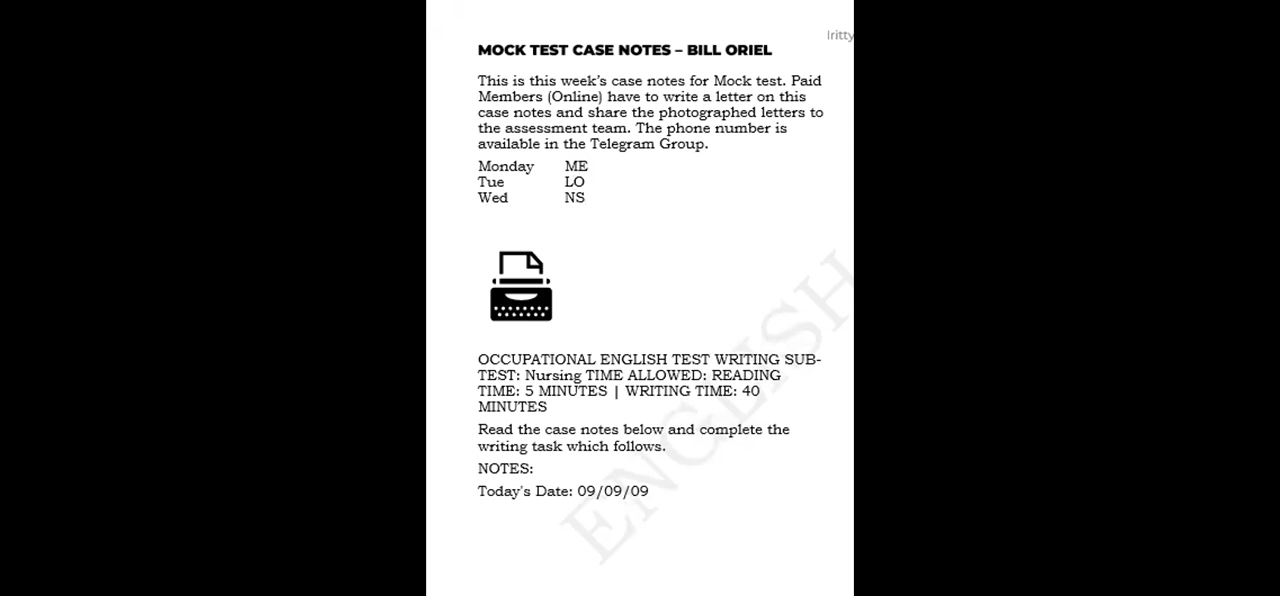 Iritty
MOCK TEST CASE NOTES – BILL ORIEL
This is this week's case notes for Mock test. Paid
Members (Online) have to write a letter on this
case notes and share the photographed letters to
the assessment team. The phone number is
available in the Telegram Group.
Monday ME
Tue LO
Wed NS
OCCUPATIONAL ENGLISH TEST WRITING SUB-
TEST: Nursing TIME ALLOWED: READING
TIME: 5 MINUTES | WRITING TIME: 40
MINUTES
Read the case notes below and complete the
writing task which follows.
NOTES:
Today's Date: 09/09/09
ENGLISH